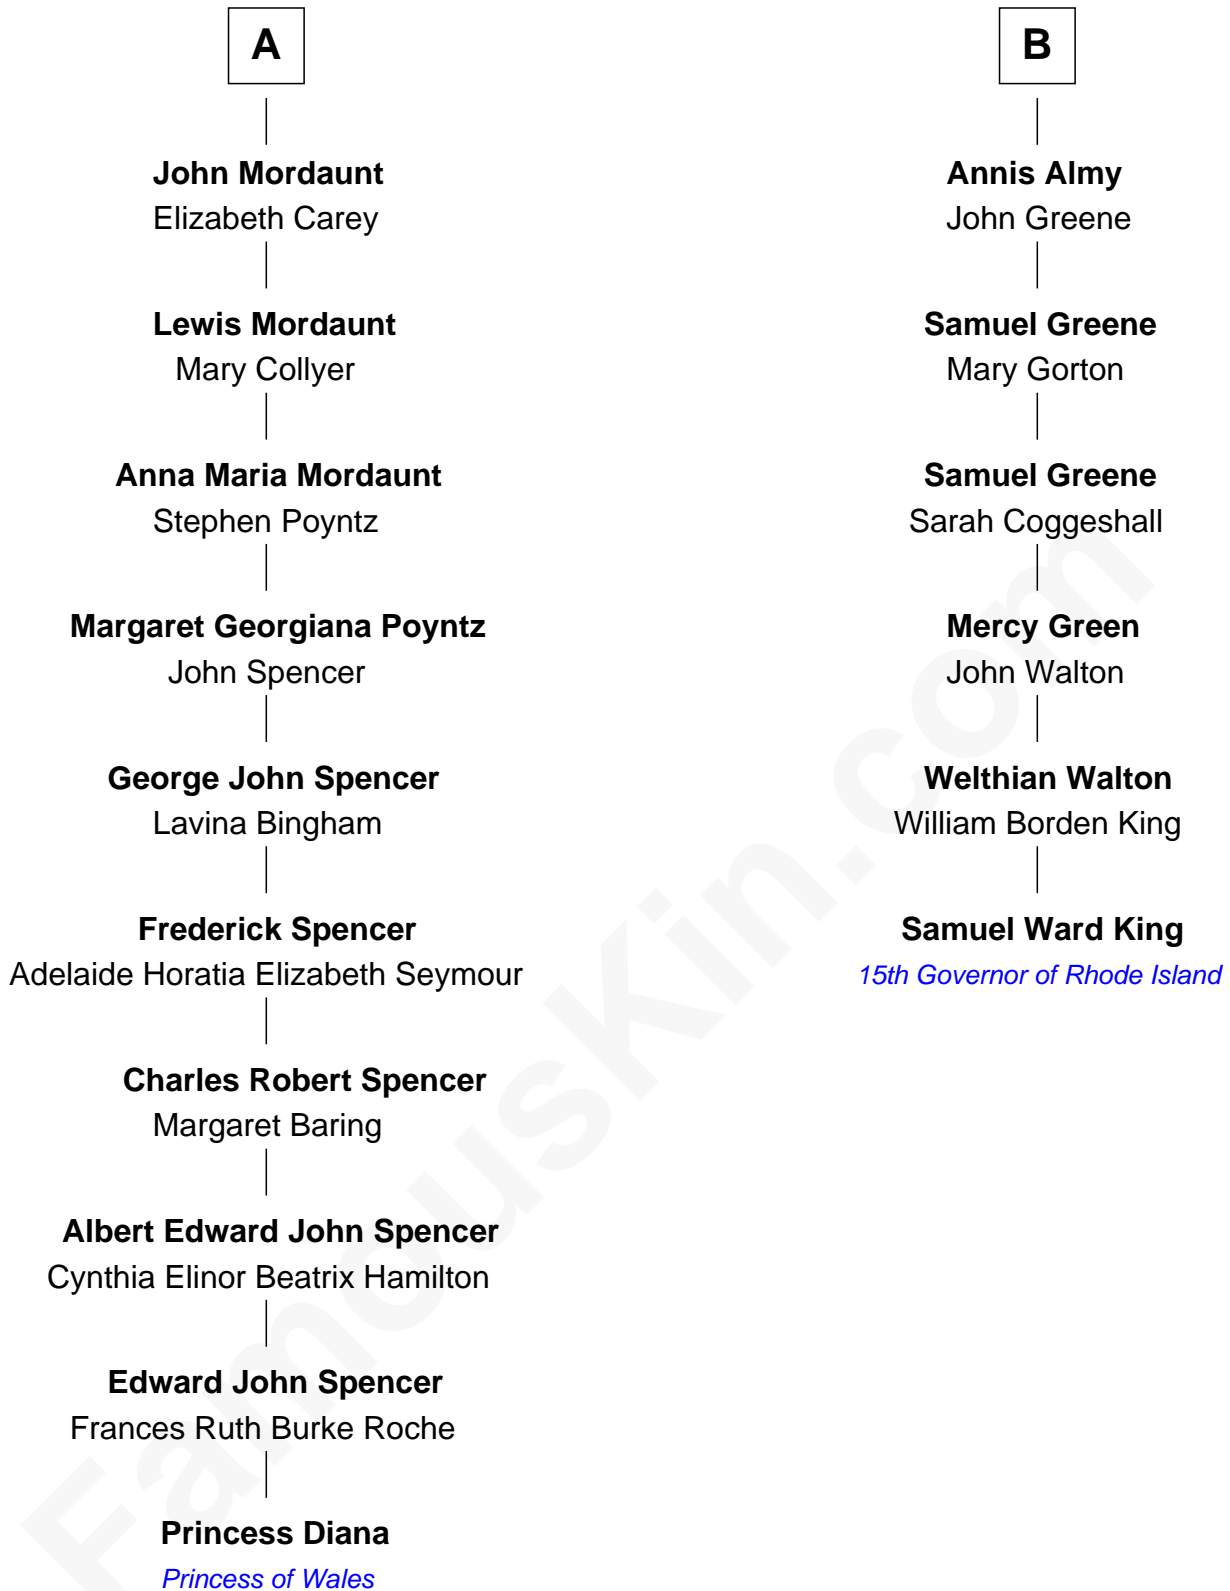 A
John Mordaunt
Elizabeth Carey
Lewis Mordaunt
Mary Collyer
Anna Maria Mordaunt
Stephen Poyntz
Margaret Georgiana Poyntz
John Spencer
George John Spencer
Lavina Bingham
Frederick Spencer
Adelaide Horatia Elizabeth Seymour
Charles Robert Spencer
Margaret Baring
Albert Edward John Spencer
Cynthia Elinor Beatrix Hamilton
Edward John Spencer
Frances Ruth Burke Roche
Princess Diana
Princess of Wales
B
Annis Almy
John Greene
Samuel Greene
Mary Gorton
Samuel Greene
Sarah Coggeshall
Mercy Green
John Walton
Welthian Walton
William Borden King
Samuel Ward King
15th Governor of Rhode Island
FamousKin.com